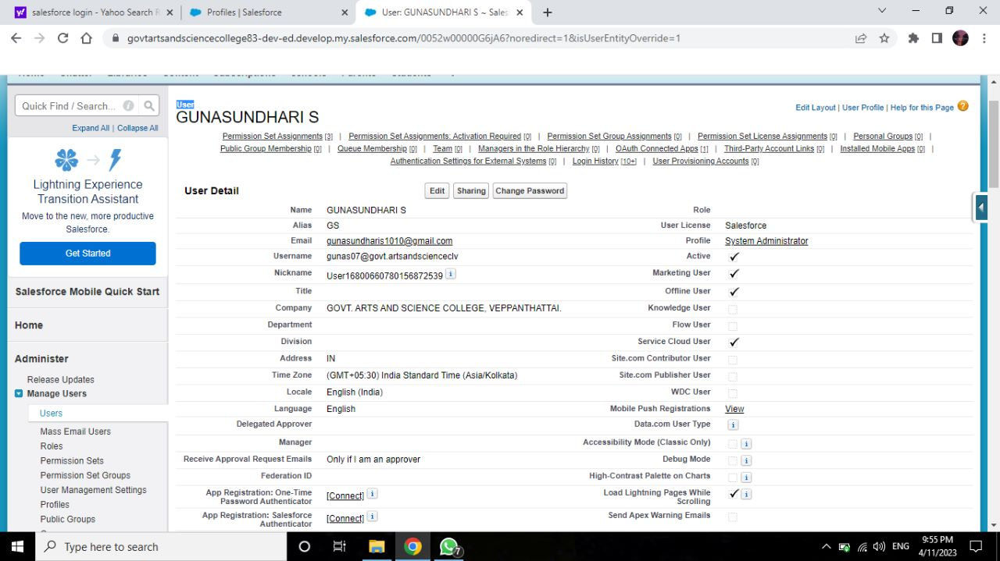 salesforce login - Yahoo Search R
Profiles | Salesforce
User: GUNASUNDHARI S ~ Sales
govtartsandsciencecollege83-dev-ed.develop.my.salesforce.com/0052w00000G6jA6?noredirect=1&isUserEntityOverride=1
Home Chatter Libraries Content Subscriptions Schools Parents Students +
Quick Find / Search...
Expand All | Collapse All
Lightning Experience
Transition Assistant
Move to the new, more productive
Salesforce.
Get Started
Salesforce Mobile Quick Start
Home
Administer
Release Updates
Manage Users
Users
Mass Email Users
Roles
Permission Sets
Permission Set Groups
User Management Settings
Profiles
Public Groups
User
GUNASUNDHARI S
Edit Layout | User Profile | Help for this Page ?
Permission Set Assignments [3] | Permission Set Assignments: Activation Required [0] | Permission Set Group Assignments [0] | Permission Set License Assignments [0] | Personal Groups [0] |
Public Group Membership [0] | Queue Membership [0] | Team [0] | Managers in the Role Hierarchy [0] | OAuth Connected Apps [1] | Third-Party Account Links [0] | Installed Mobile Apps [0] |
Authentication Settings for External Systems [0] | Login History [10+] | User Provisioning Accounts [0]
User Detail Edit Sharing Change Password
Name GUNASUNDHARI S Role
Alias GS User License Salesforce
Email gunasundharis1010@gmail.com Profile System Administrator
Username gunas07@govt.artsandscienceclv Active
Nickname User16800660780156872539 i Marketing User
Title Offline User
Company GOVT. ARTS AND SCIENCE COLLEGE, VEPPANTHATTAI. Knowledge User
Department Flow User
Division Service Cloud User
Address IN Site.com Contributor User
Time Zone (GMT+05:30) India Standard Time (Asia/Kolkata) Site.com Publisher User
Locale English (India) WDC User
Language English Mobile Push Registrations View
Delegated Approver Data.com User Type i
Manager Accessibility Mode (Classic Only) i
Receive Approval Request Emails Only if I am an approver Debug Mode i
Federation ID High-Contrast Palette on Charts i
App Registration: One-Time
Password Authenticator [Connect] i Load Lightning Pages While
Scrolling i
App Registration: Salesforce
Authenticator [Connect] i Send Apex Warning Emails
Type here to search
7
ENG
9:55 PM
4/11/2023